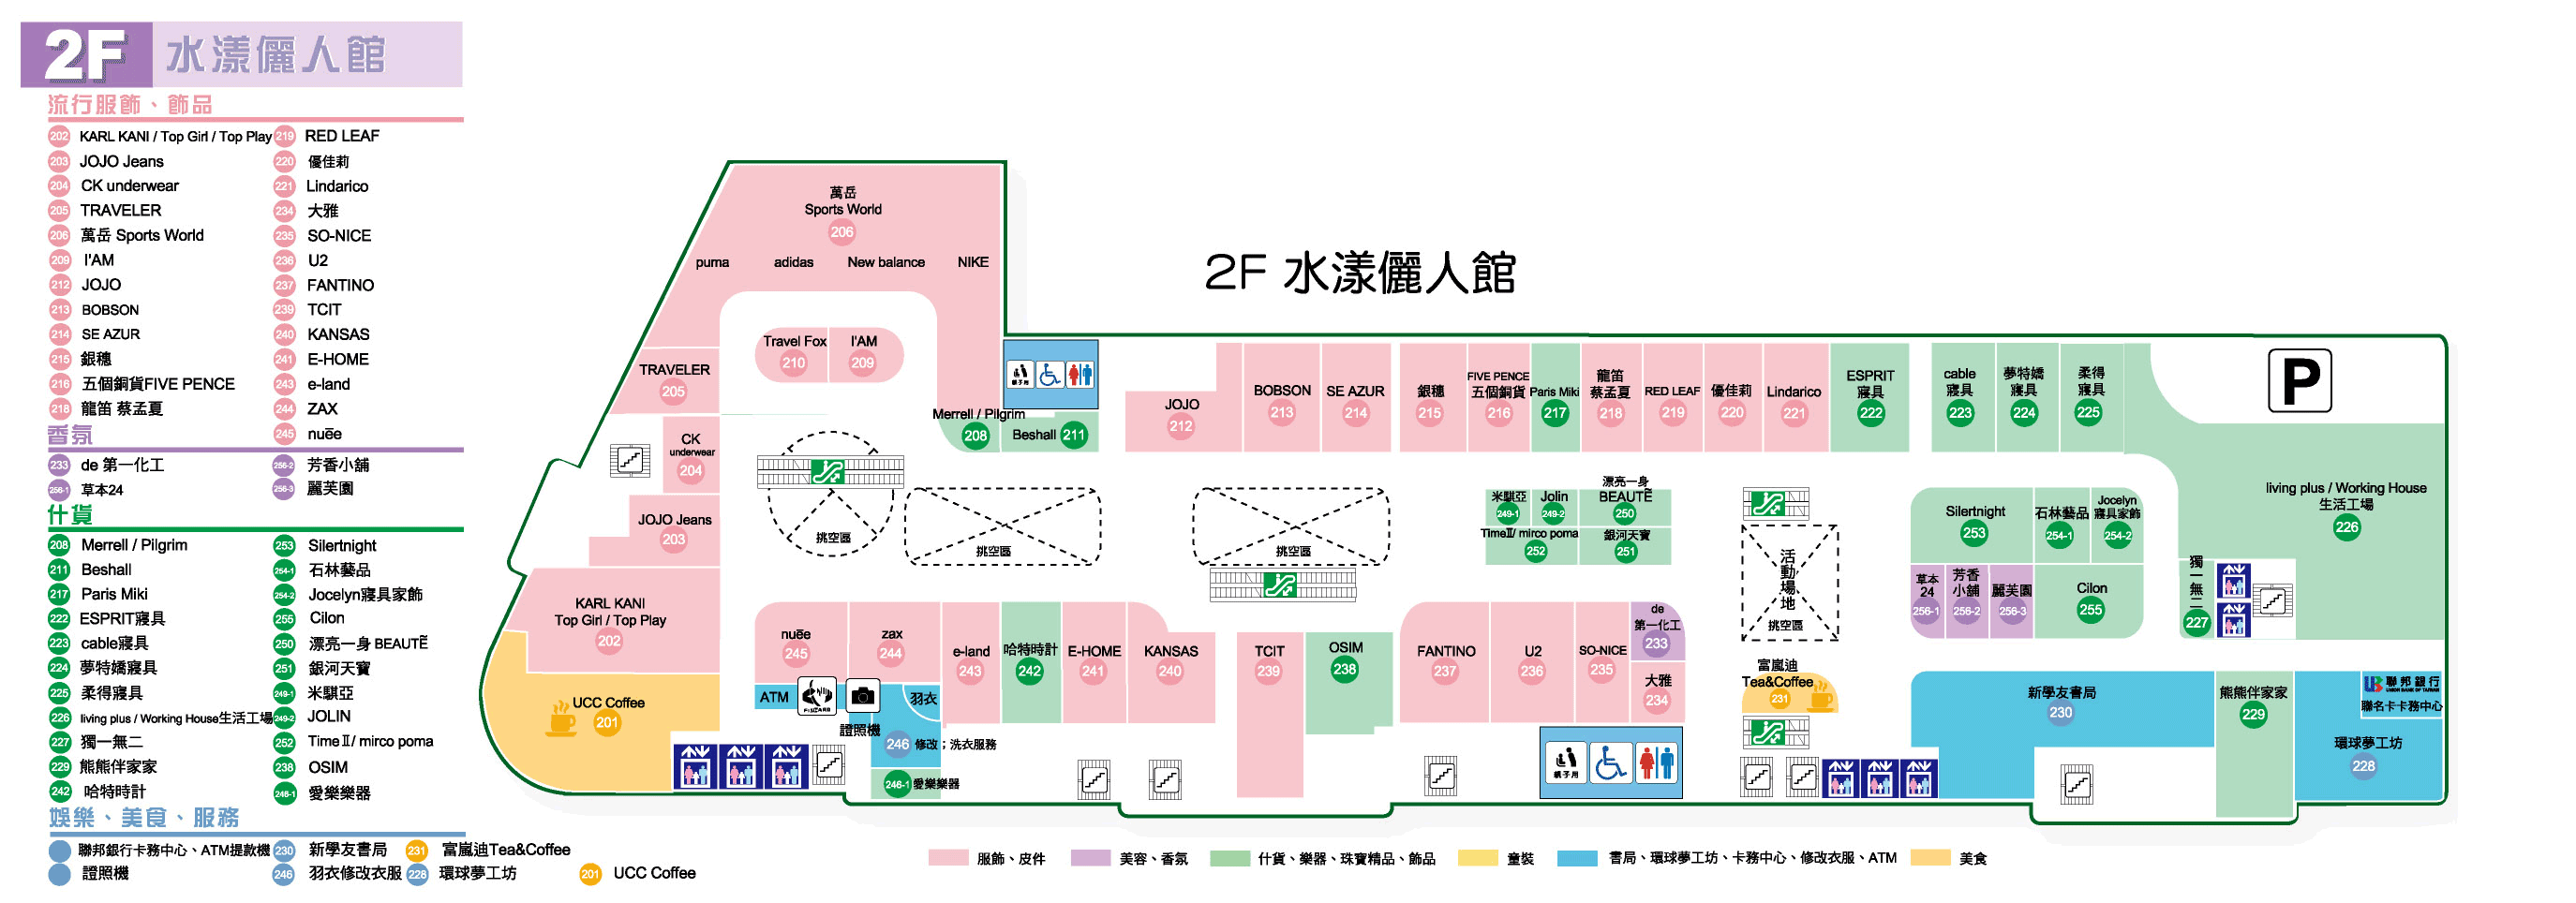 2F 水漾儷人館
流行服飾、飾品
202 KARL KANI / Top Girl / Top Play
203 JOJO Jeans
204 CK underwear
205 TRAVELER
206 萬岳 Sports World
209 I'AM
212 JOJO
213 BOBSON
214 SE AZUR
215 銀穗
216 五個銅貨FIVE PENCE
218 龍笛 蔡孟夏
219 RED LEAF
220 優佳莉
221 Lindarico
234 大雅
235 SO-NICE
236 U2
237 FANTINO
239 TCIT
240 KANSAS
241 E-HOME
243 e-land
244 ZAX
245 nuēe
香氛
233 de 第一化工
256-1 草本24
256-2 芳香小舖
256-3 麗芙園
什貨
208 Merrell / Pilgrim
211 Beshall
217 Paris Miki
222 ESPRIT寢具
223 cable寢具
224 夢特嬌寢具
225 柔得寢具
226 living plus / Working House生活工場
227 獨一無二
229 熊熊伴家家
242 哈特時計
253 Silertnight
254-1 石林藝品
254-2 Jocelyn寢具家飾
255 Cilon
250 漂亮一身 BEAUTẼ
251 銀河天寶
249-1 米騏亞
249-2 JOLIN
252 TimeⅡ/ mirco poma
238 OSIM
246-1 愛樂樂器
娛樂、美食、服務
聯邦銀行卡務中心、ATM提款機
證照機
230 新學友書局
246 羽衣修改衣服
231 富嵐迪Tea&Coffee
228 環球夢工坊
201 UCC Coffee
2F 水漾儷人館
萬岳
Sports World
206
puma
adidas
New balance
NIKE
Travel Fox
210
I'AM
209
TRAVELER
205
CK
underwear
204
JOJO Jeans
203
KARL KANI
Top Girl / Top Play
202
UCC Coffee
201
Merrell / Pilgrim
208
Beshall 211
親子用
挑空區
挑空區
挑空區
JOJO
212
BOBSON
213
SE AZUR
214
銀穗
215
FIVE PENCE
五個銅貨
216
Paris Miki
217
龍笛
蔡孟夏
218
RED LEAF
219
優佳莉
220
Lindarico
221
ESPRIT
寢具
222
cable
寢具
223
夢特嬌
寢具
224
柔得
寢具
225
P
living plus / Working House
生活工場
226
米騏亞
249-1
Jolin
249-2
漂亮一身
BEAUTẼ
250
TimeⅡ/ mirco poma
252
銀河天寶
251
活動場地
挑空區
Silertnight
253
石林藝品
254-1
Jocelyn
寢具家飾
254-2
草本
24
256-1
芳香
小舖
256-2
麗芙園
256-3
Cilon
255
獨一無二
227
nuēe
245
zax
244
e-land
243
哈特時計
242
E-HOME
241
KANSAS
240
TCIT
239
OSIM
238
FANTINO
237
U2
236
SO-NICE
235
de
第一化工
233
大雅
234
ATM
證照機
羽衣
246 修改；洗衣服務
246-1 愛樂樂器
親子用
富嵐迪
Tea&Coffee
231
新學友書局
230
熊熊伴家家
229
聯邦銀行
UNION BANK OF TAIWAN
聯名卡卡務中心
環球夢工坊
228
服飾、皮件
美容、香氛
什貨、樂器、珠寶精品、飾品
童裝
書局、環球夢工坊、卡務中心、修改衣服、ATM
美食